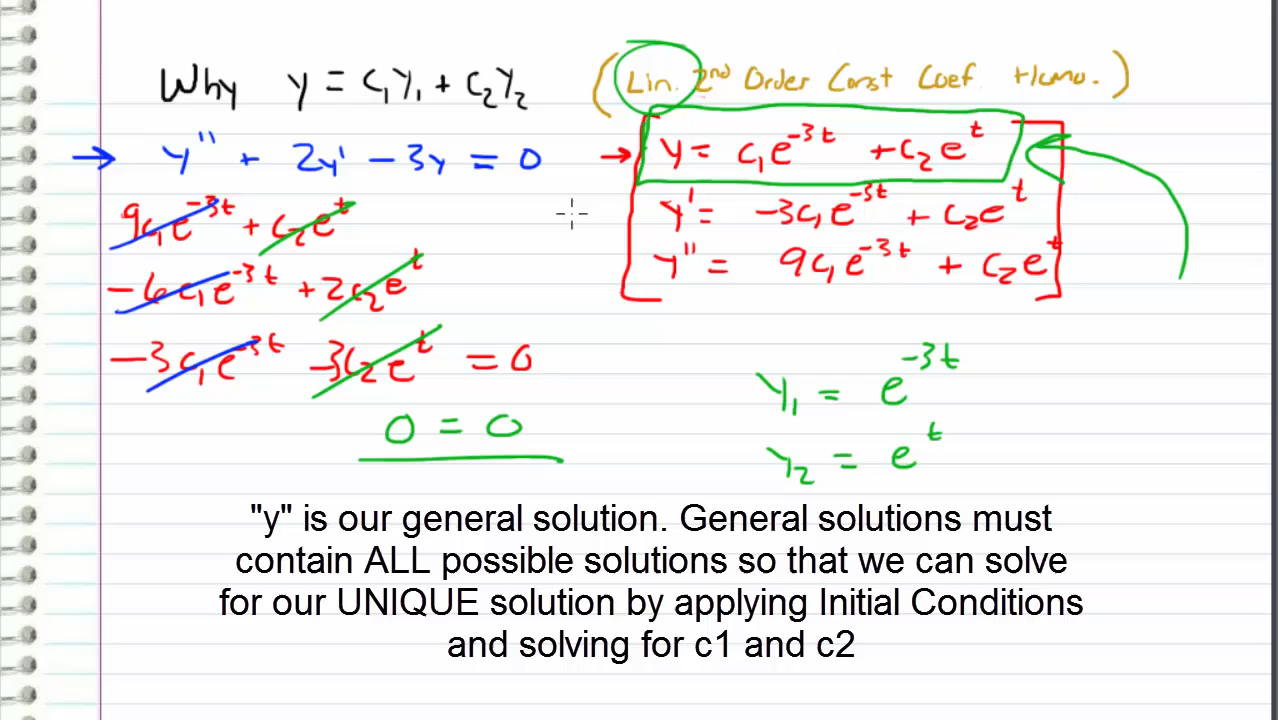 Why y = c₁y₁ + c₂y₂ (Lin. 2nd Order Const Coef. Homo.)
→ y'' + 2y' - 3y = 0
→ y = c₁e^-3t + c₂e^t
y' = -3c₁e^-3t + c₂e^t
y'' = 9c₁e^-3t + c₂e^t
9c₁e^-3t + c₂e^t
-6c₁e^-3t + 2c₂e^t
-3c₁e^-3t -3c₂e^t = 0
0 = 0
y₁ = e^-3t
y₂ = e^t
"y" is our general solution. General solutions must
contain ALL possible solutions so that we can solve
for our UNIQUE solution by applying Initial Conditions
and solving for c1 and c2